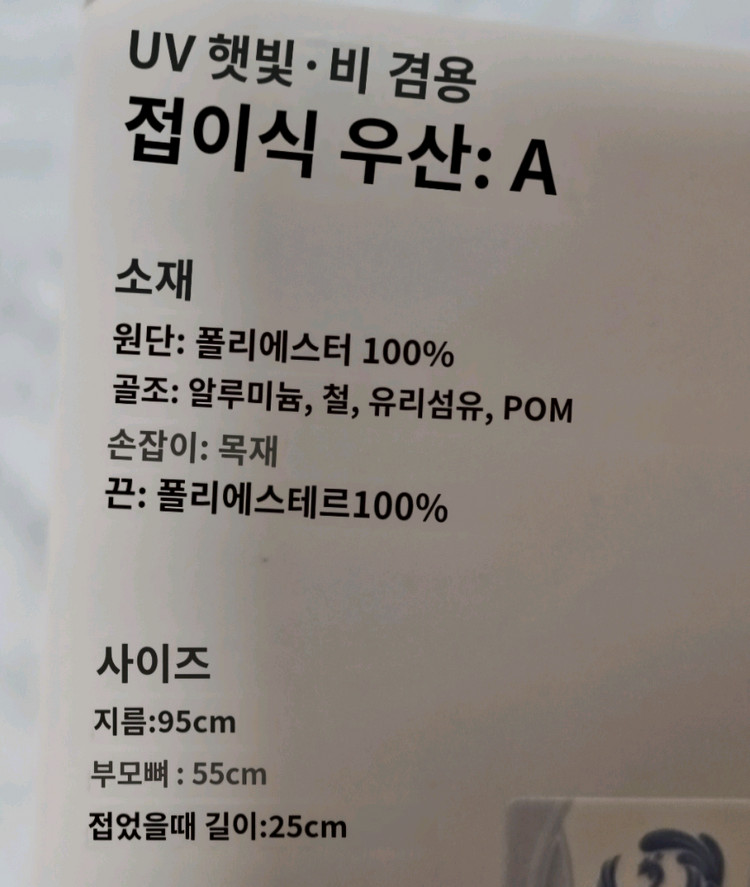 UV 햇빛·비 겸용
접이식 우산: A
소재
원단: 폴리에스터 100%
골조: 알루미늄, 철, 유리섬유, POM
손잡이: 목재
끈: 폴리에스테르100%
사이즈
지름:95cm
부모뼈 : 55cm
접었을때 길이:25cm